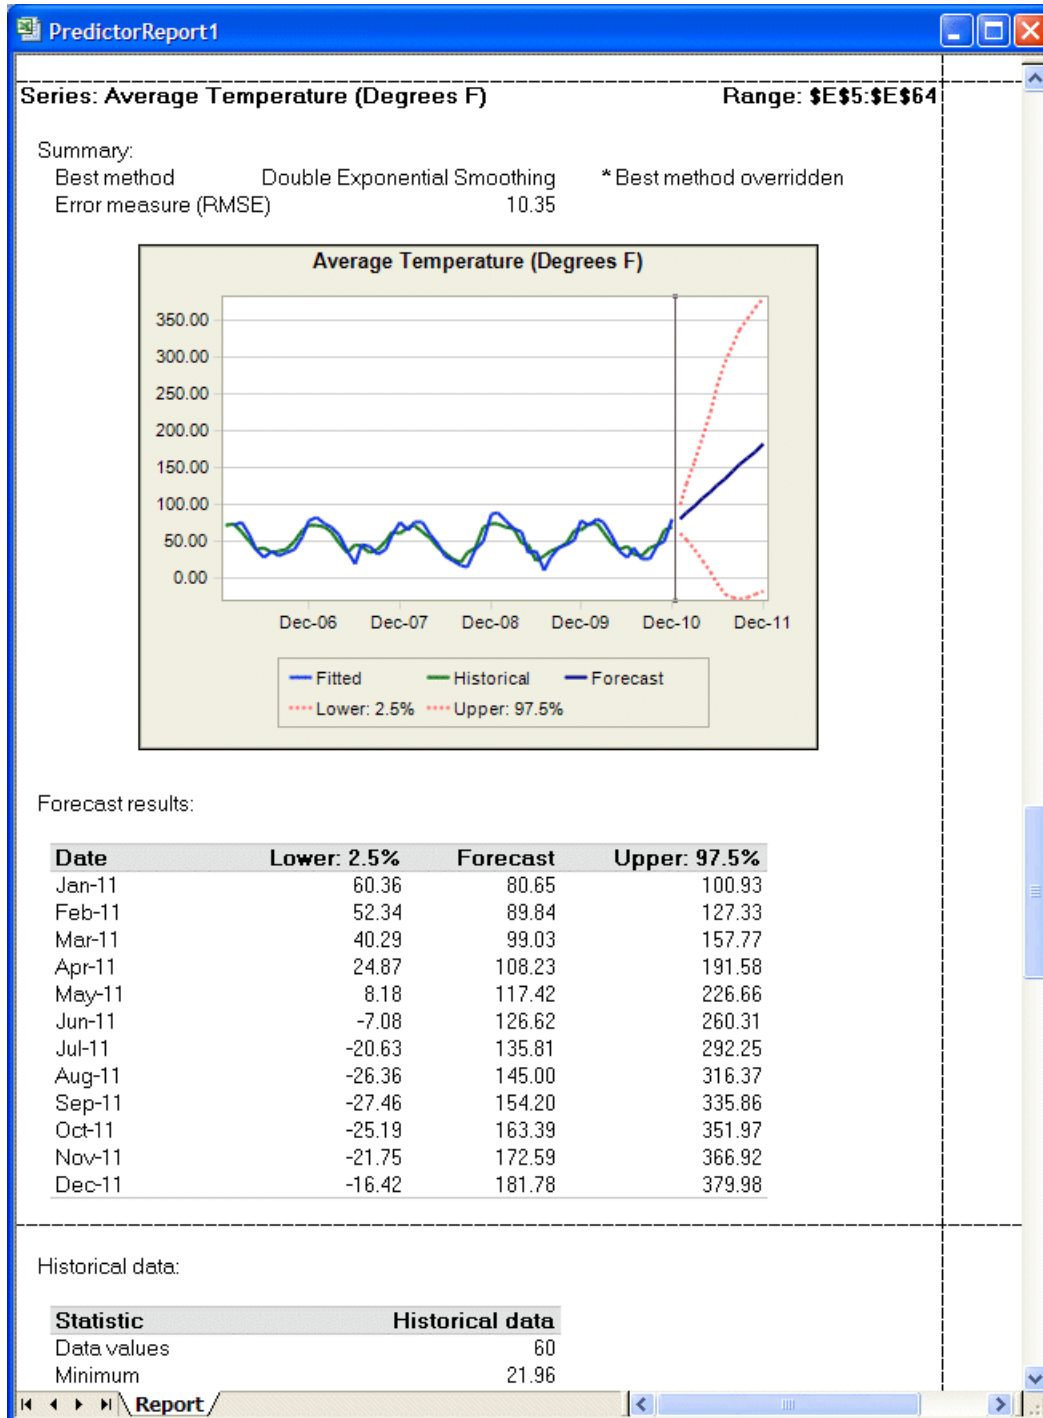 PredictorReport1
Series: Average Temperature (Degrees F) Range: $E$5:$E$64
Summary:
Best method Double Exponential Smoothing * Best method overridden
Error measure (RMSE) 10.35
Average Temperature (Degrees F)
350.00
300.00
250.00
200.00
150.00
100.00
50.00
0.00
Dec-06 Dec-07 Dec-08 Dec-09 Dec-10 Dec-11
Fitted Historical Forecast
Lower: 2.5% Upper: 97.5%
Forecast results:
Date Lower: 2.5% Forecast Upper: 97.5%
Jan-11 60.36 80.65 100.93
Feb-11 52.34 89.84 127.33
Mar-11 40.29 99.03 157.77
Apr-11 24.87 108.23 191.58
May-11 8.18 117.42 226.66
Jun-11 -7.08 126.62 260.31
Jul-11 -20.63 135.81 292.25
Aug-11 -26.36 145.00 316.37
Sep-11 -27.46 154.20 335.86
Oct-11 -25.19 163.39 351.97
Nov-11 -21.75 172.59 366.92
Dec-11 -16.42 181.78 379.98
Historical data:
Statistic Historical data
Data values 60
Minimum 21.96
Report